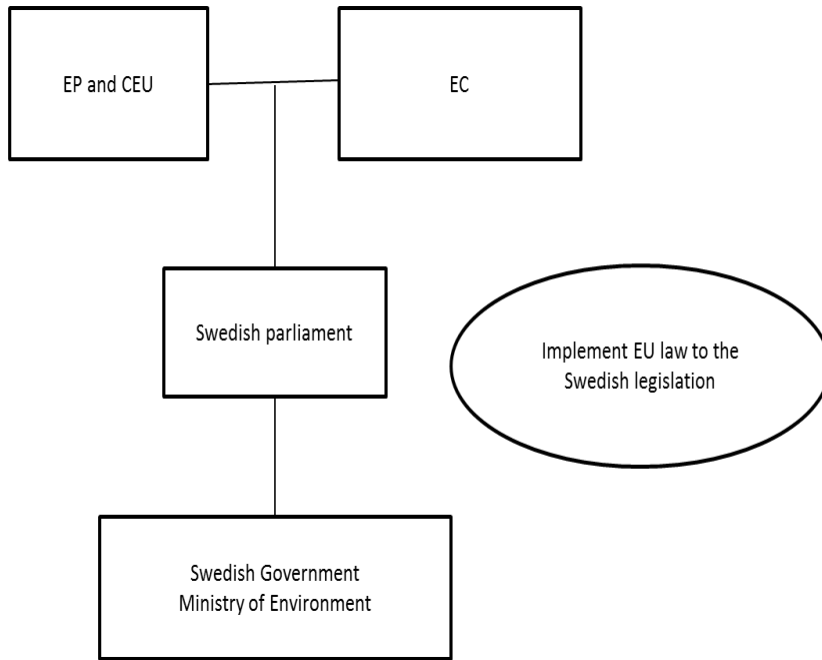 EP and CEU
EC
Swedish parliament
Implement EU law to the
Swedish legislation
Swedish Government
Ministry of Environment